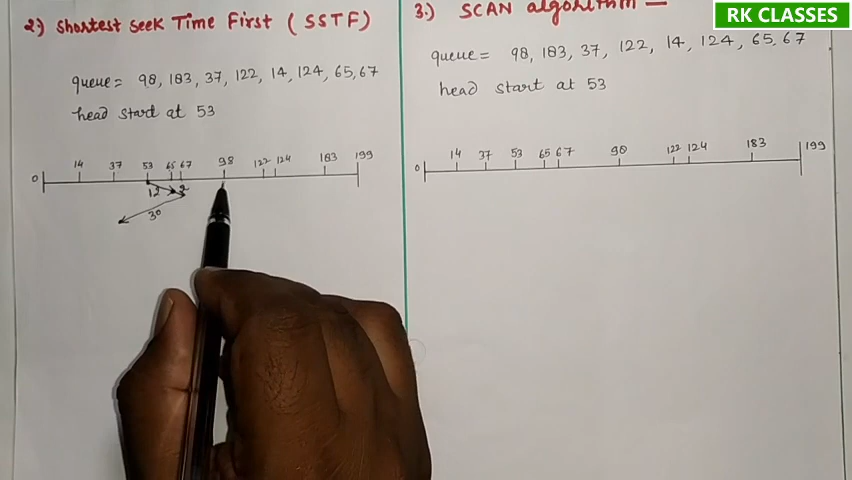 2:) Shortest Seek Time First ( SSTF )
queue = 98, 183, 37, 122, 14, 124, 65, 67
head start at 53
0 14 37 53 65 67 98 122 124 183 199
12 2
30
3:) SCAN algorithm —
RK CLASSES
queue = 98, 183, 37, 122, 14, 124, 65, 67
head start at 53
0 14 37 53 65 67 98 122 124 183 199